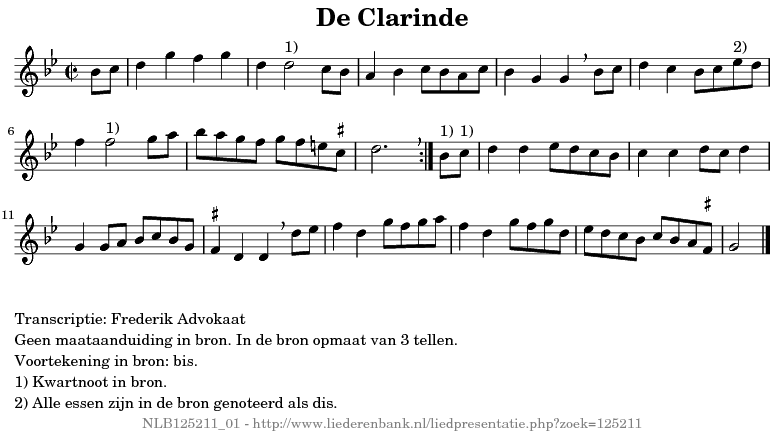 De Clarinde
1)
2)
6
1)
1) 1)
11
Transcriptie: Frederik Advokaat
Geen maataanduiding in bron. In de bron opmaat van 3 tellen.
Voortekening in bron: bis.
1) Kwartnoot in bron.
2) Alle essen zijn in de bron genoteerd als dis.
NLB125211_01 - http://www.liederenbank.nl/liedpresentatie.php?zoek=125211